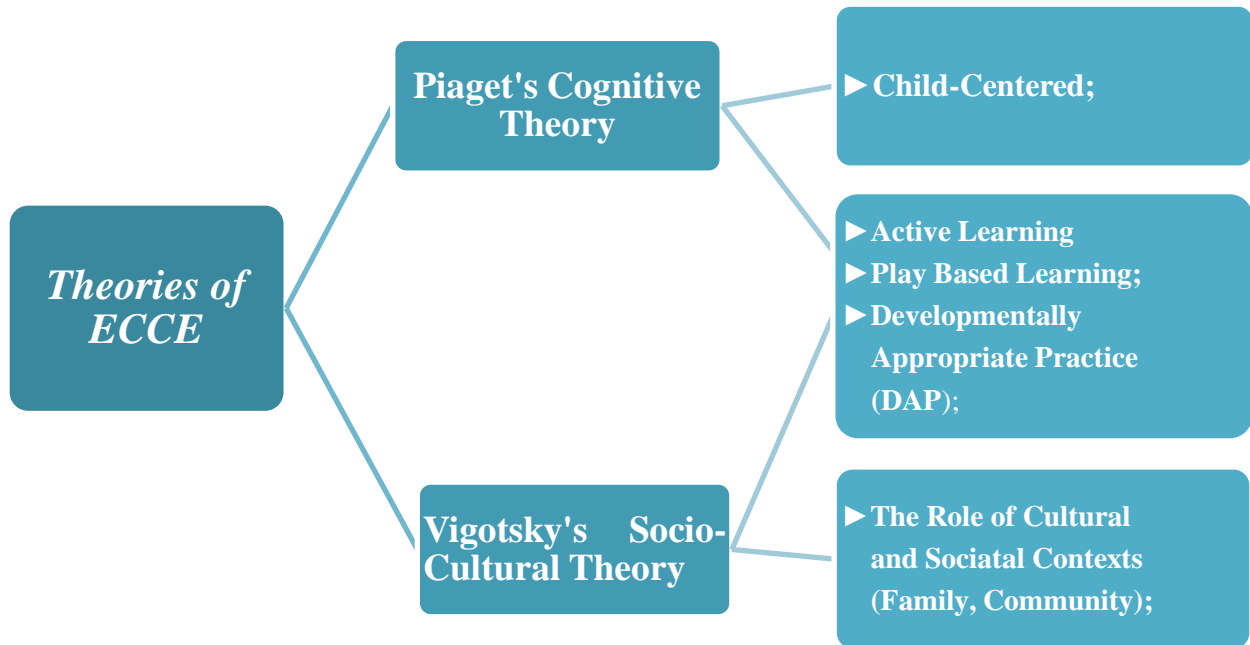 Theories of
ECCE
Piaget's Cognitive
Theory
Vigotsky's Socio-
Cultural Theory
►Child-Centered;
►Active Learning
►Play Based Learning;
►Developmentally
Appropriate Practice
(DAP);
►The Role of Cultural
and Sociatal Contexts
(Family, Community);